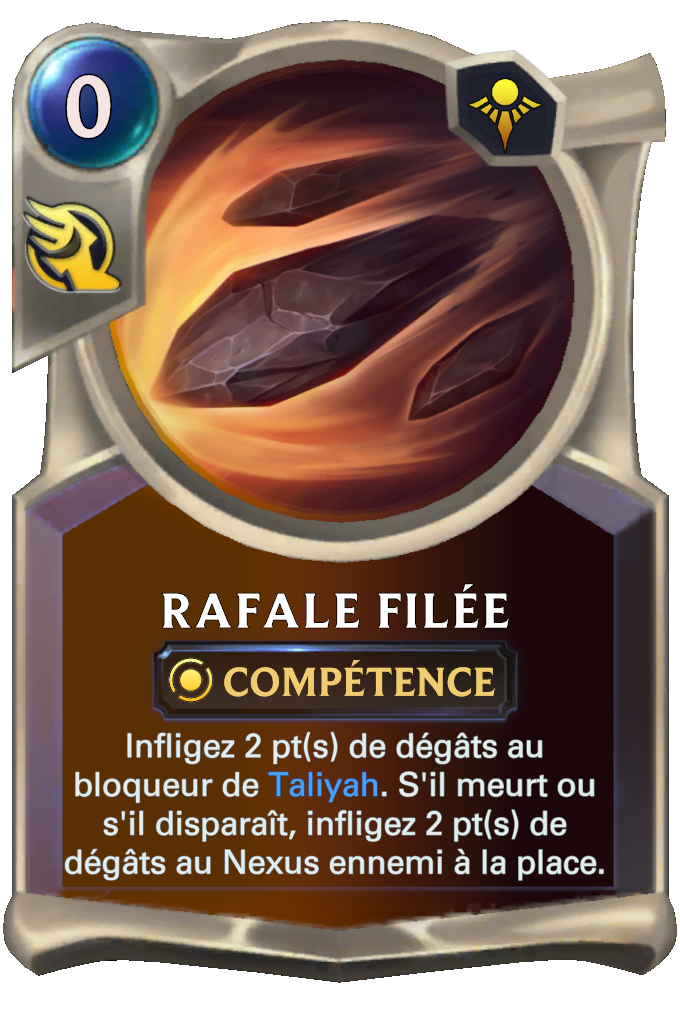 0
RAFALE FILÉE
COMPÉTENCE
Infligez 2 pt(s) de dégâts au
bloqueur de Taliyah. S'il meurt ou
s'il disparaît, infligez 2 pt(s) de
dégâts au Nexus ennemi à la place.